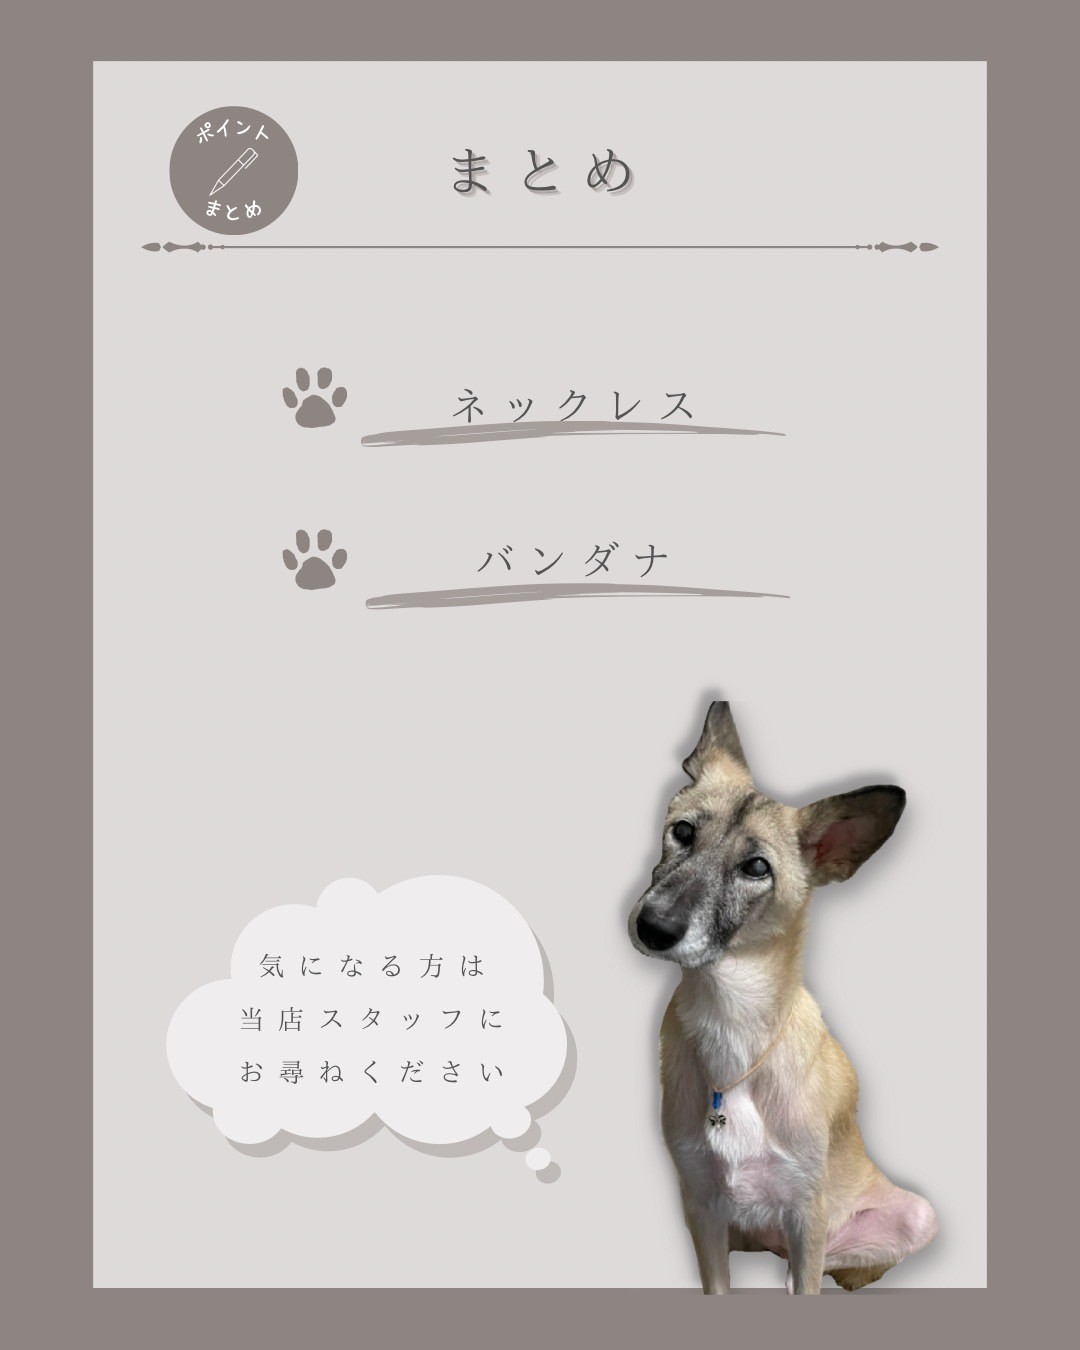 ポイント
まとめ
まとめ
ネックレス
バンダナ
気になる方は
当店スタッフに
お尋ねください